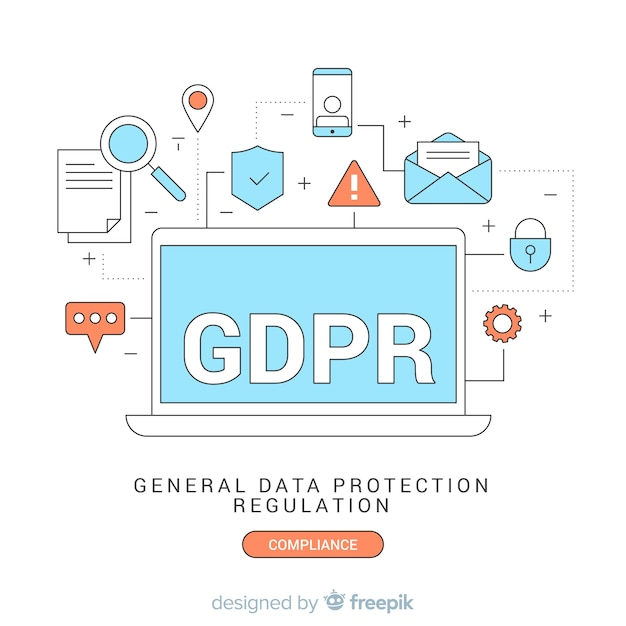 GDPR
GENERAL DATA PROTECTION
REGULATION
COMPLIANCE
designed by freepik